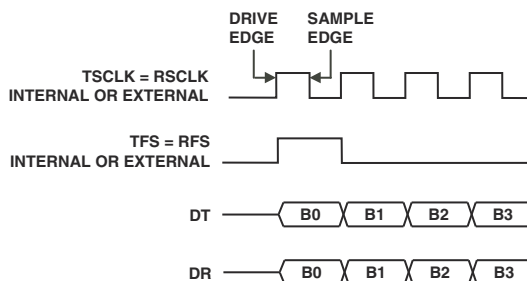 DRIVE EDGE
SAMPLE EDGE
TSCLK = RSCLK
INTERNAL OR EXTERNAL
TFS = RFS
INTERNAL OR EXTERNAL
DT B0 B1 B2 B3
DR B0 B1 B2 B3